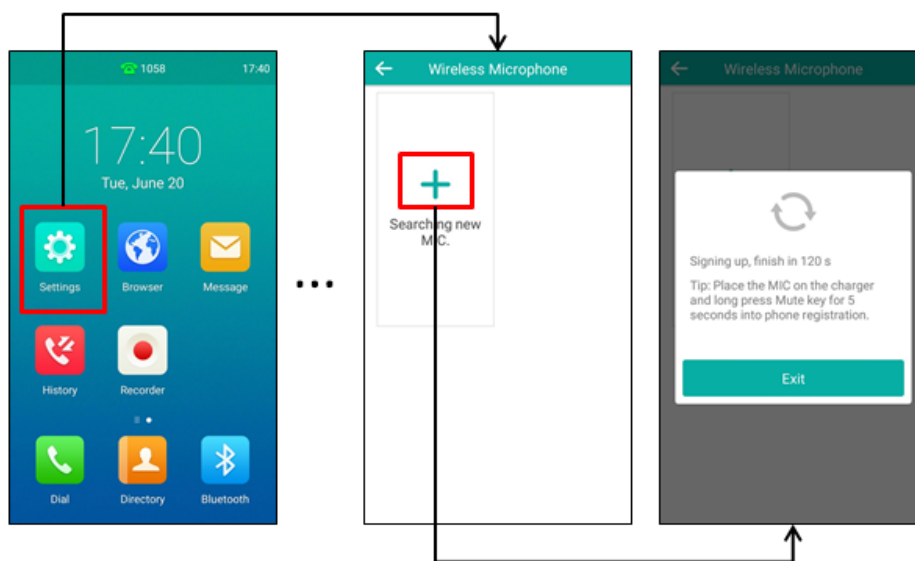 1058 17:40
17:40
Tue, June 20
Settings Browser Message
History Recorder
Dial Directory Bluetooth
...
Wireless Microphone
Searching new
MIC.
Wireless Microphone
Signing up, finish in 120 s
Tip: Place the MIC on the charger
and long press Mute key for 5
seconds into phone registration.
Exit